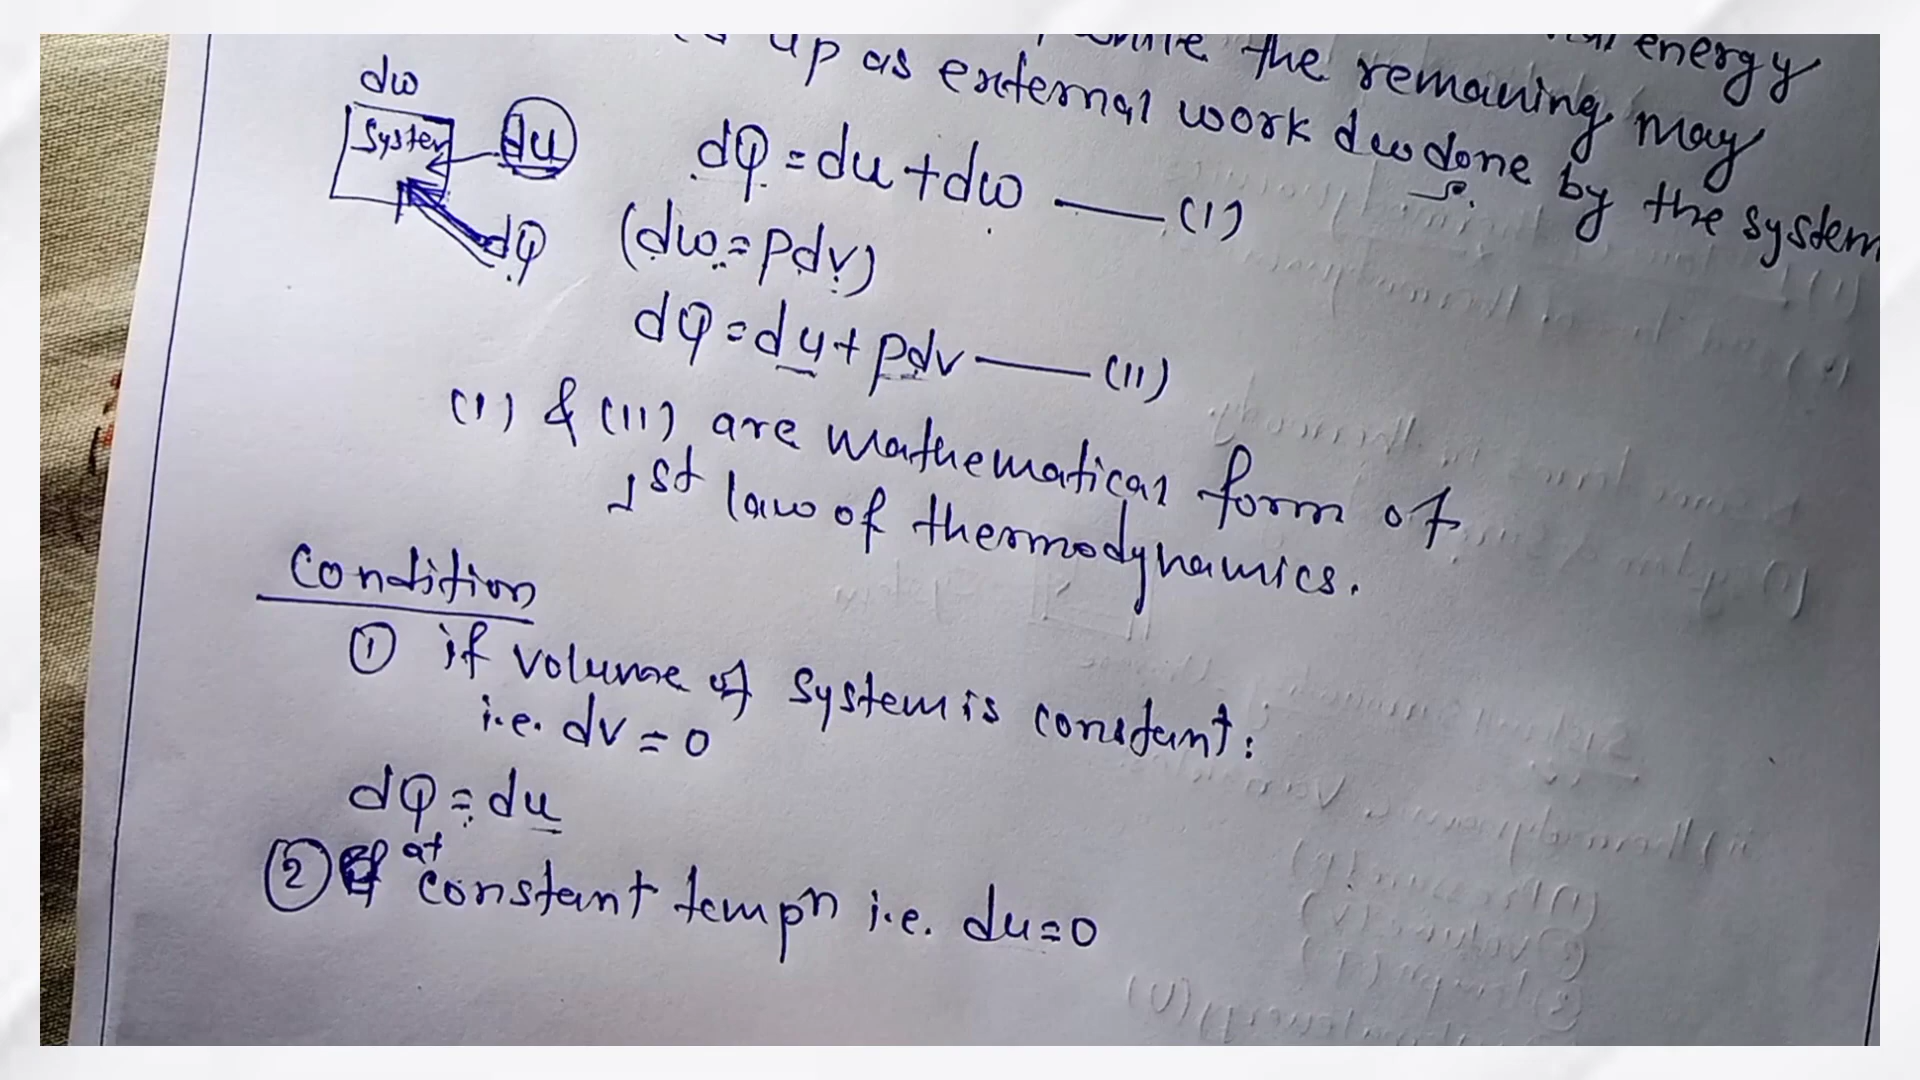 energy
while the remaining may
up as external work dw done by the system
dw
System
du
dQ
dQ = du + dw —— (I)
(dw = pdv)
dQ = du + pdv —— (II)
(I) & (II) are mathematical form of
1st law of thermodynamics.
Condition
① if volume of system is constant:
i.e. dv = 0
dQ = du
② at constant tempn i.e. du = 0